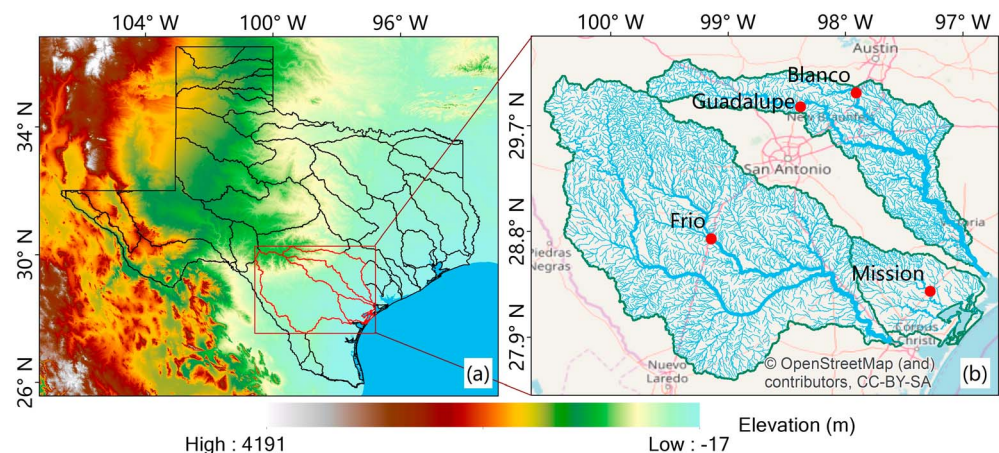 104 W
100 W
96 W
34 N
30 N
26 N
(a)
100 W
99 W
98 W
97 W
29.7 N
28.8 N
27.9 N
Austin
Blanco
Guadalupe
New Braunfels
San Antonio
Frio
Mission
Piedras
Negras
Corpus
Christi
Nuevo
Laredo
© OpenStreetMap (and)
contributors, CC-BY-SA
(b)
Elevation (m)
High : 4191
Low : -17